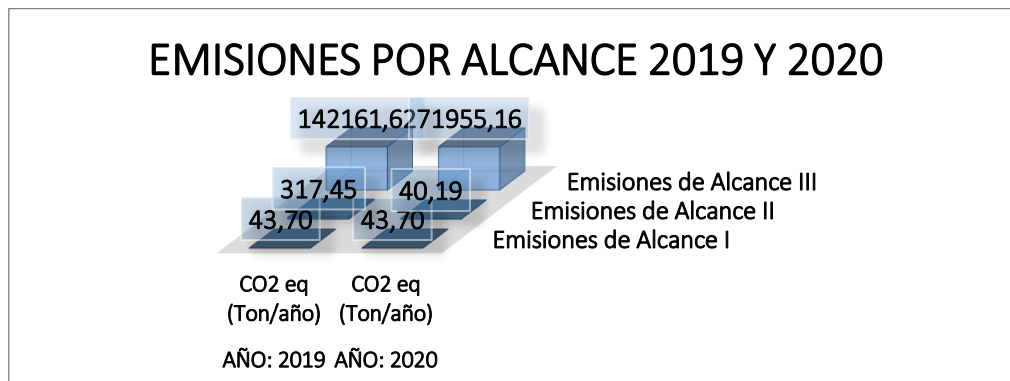 EMISIONES POR ALCANCE 2019 Y 2020
142161,6271955,16
317,45 40,19 Emisiones de Alcance III
43,70 43,70 Emisiones de Alcance II
Emisiones de Alcance I
CO2 eq CO2 eq
(Ton/año) (Ton/año)
AÑO: 2019 AÑO: 2020